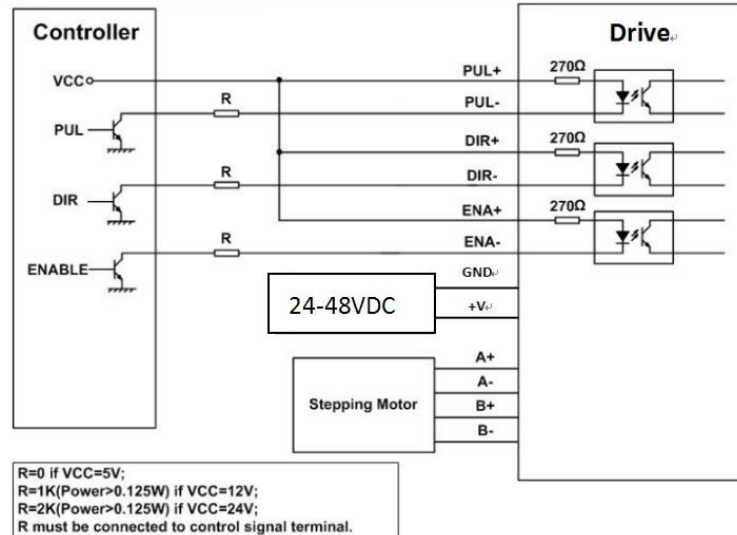 Controller
Drive
VCC
PUL+
270Ω
R
PUL-
PUL
DIR+
270Ω
R
DIR-
DIR
ENA+
270Ω
R
ENA-
ENABLE
GND
24-48VDC
+V
A+
A-
Stepping Motor
B+
B-
R=0 if VCC=5V;
R=1K(Power>0.125W) if VCC=12V;
R=2K(Power>0.125W) if VCC=24V;
R must be connected to control signal terminal.